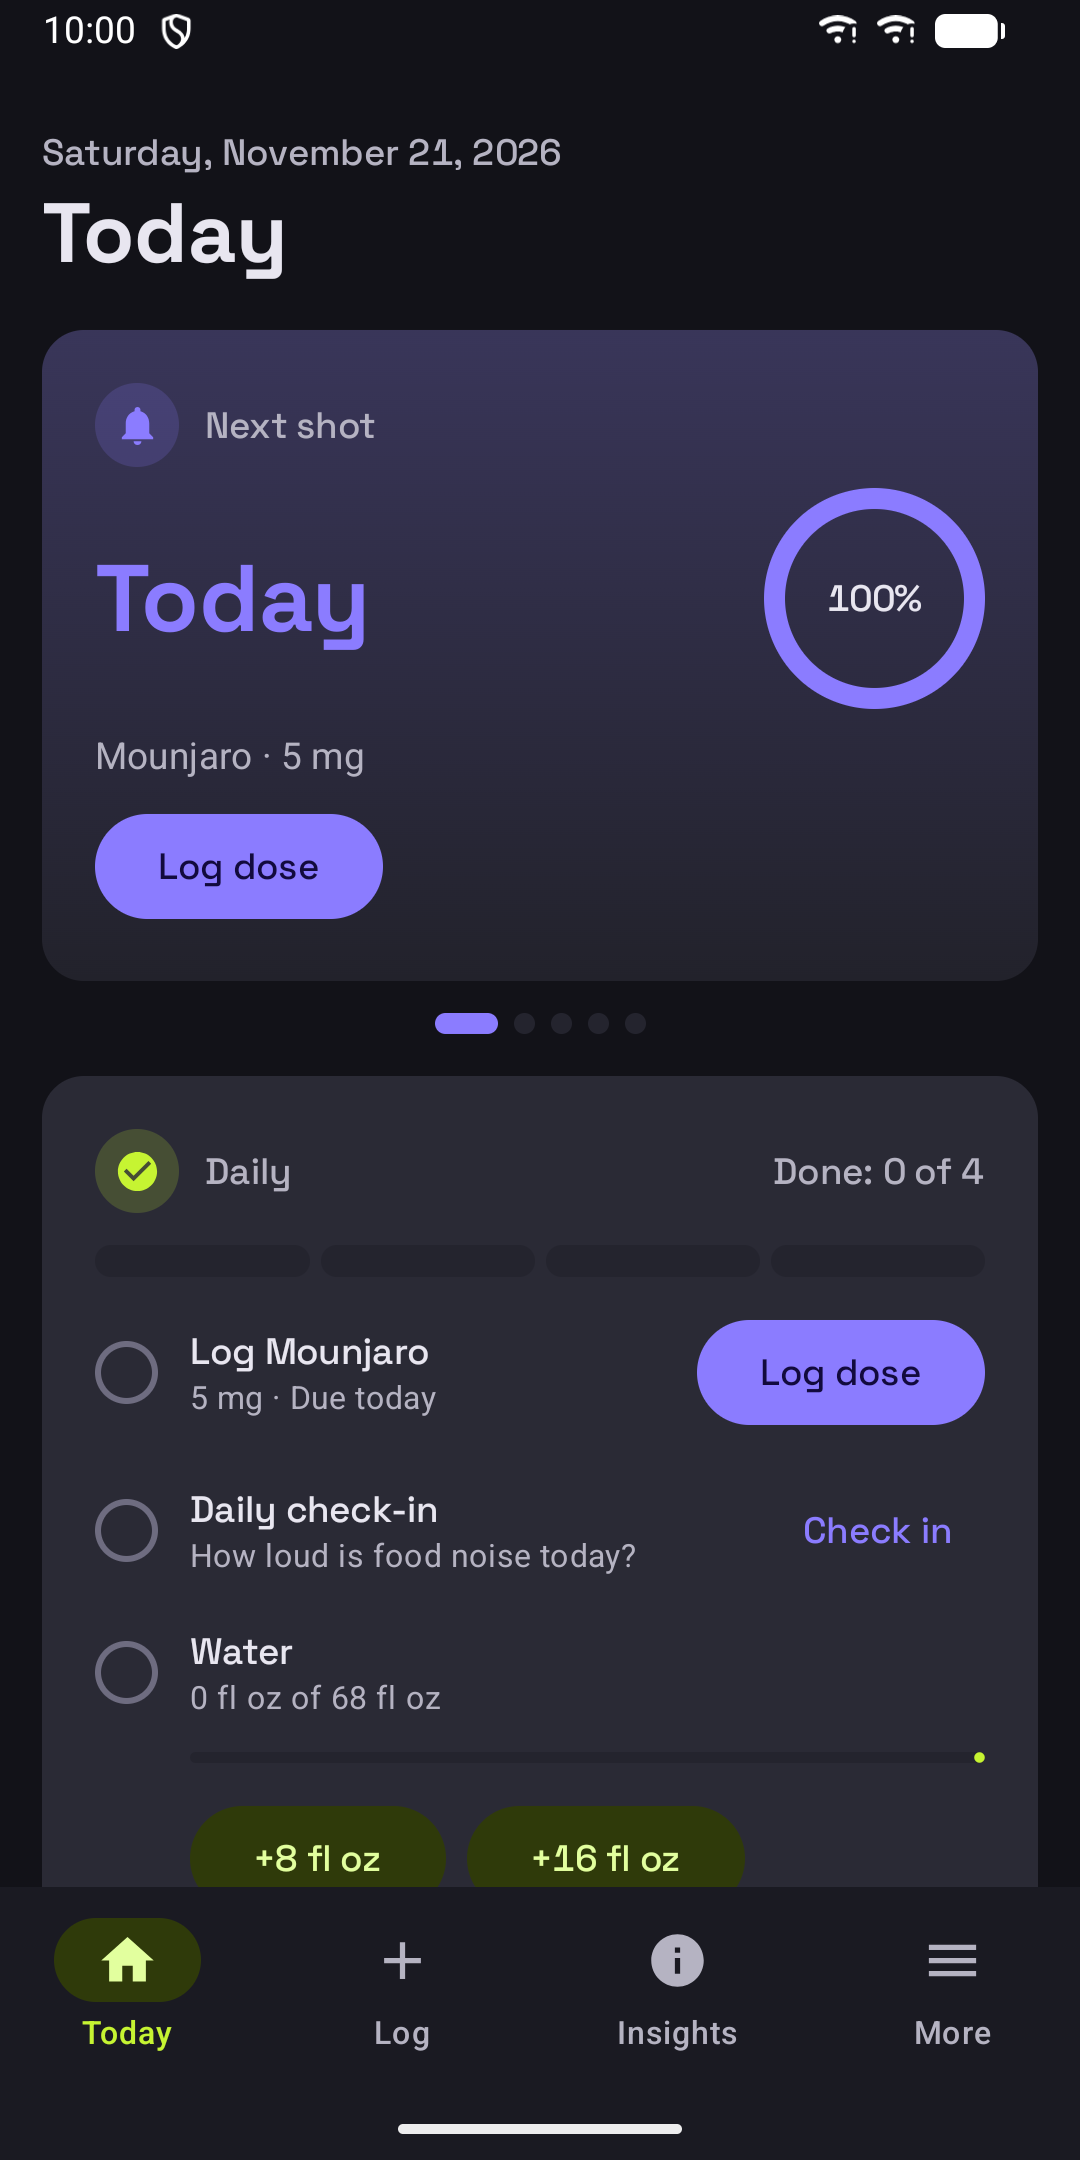 10:00
Saturday, November 21, 2026
Today
Next shot
Today
100%
Mounjaro · 5 mg
Log dose
Daily
Done: 0 of 4
Log Mounjaro
5 mg · Due today
Log dose
Daily check-in
How loud is food noise today?
Check in
Water
0 fl oz of 68 fl oz
+8 fl oz
+16 fl oz
Today
Log
Insights
More